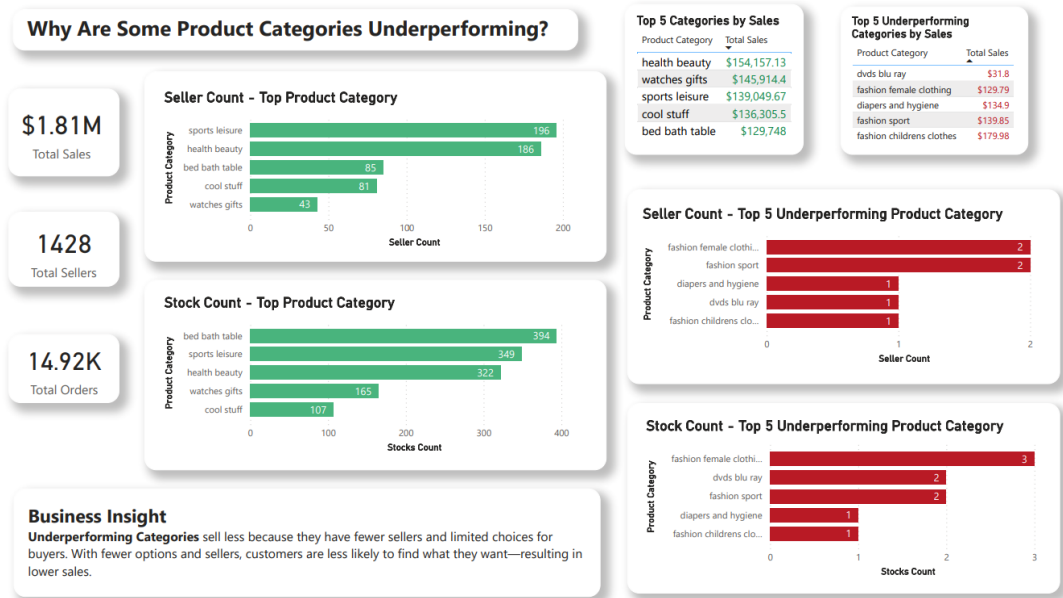 Why Are Some Product Categories Underperforming?
$1.81M
Total Sales
1428
Total Sellers
14.92K
Total Orders
Seller Count - Top Product Category
Product Category
sports leisure 196
health beauty 186
bed bath table 85
cool stuff 81
watches gifts 43
0 50 100 150 200
Seller Count
Stock Count - Top Product Category
Product Category
bed bath table 394
sports leisure 349
health beauty 322
watches gifts 165
cool stuff 107
0 100 200 300 400
Stocks Count
Business Insight
Underperforming Categories sell less because they have fewer sellers and limited choices for
buyers. With fewer options and sellers, customers are less likely to find what they want—resulting in
lower sales.
Top 5 Categories by Sales
Product Category Total Sales
health beauty $154,157.13
watches gifts $145,914.4
sports leisure $139,049.67
cool stuff $136,305.5
bed bath table $129,748
Top 5 Underperforming
Categories by Sales
Product Category Total Sales
dvds blu ray $31.8
fashion female clothing $129.79
diapers and hygiene $134.9
fashion sport $139.85
fashion childrens clothes $179.98
Seller Count - Top 5 Underperforming Product Category
Product Category
fashion female clothi... 2
fashion sport 2
diapers and hygiene 1
dvds blu ray 1
fashion childrens clo... 1
0 1 2
Seller Count
Stock Count - Top 5 Underperforming Product Category
Product Category
fashion female clothi... 3
dvds blu ray 2
fashion sport 2
diapers and hygiene 1
fashion childrens clo... 1
0 1 2 3
Stocks Count